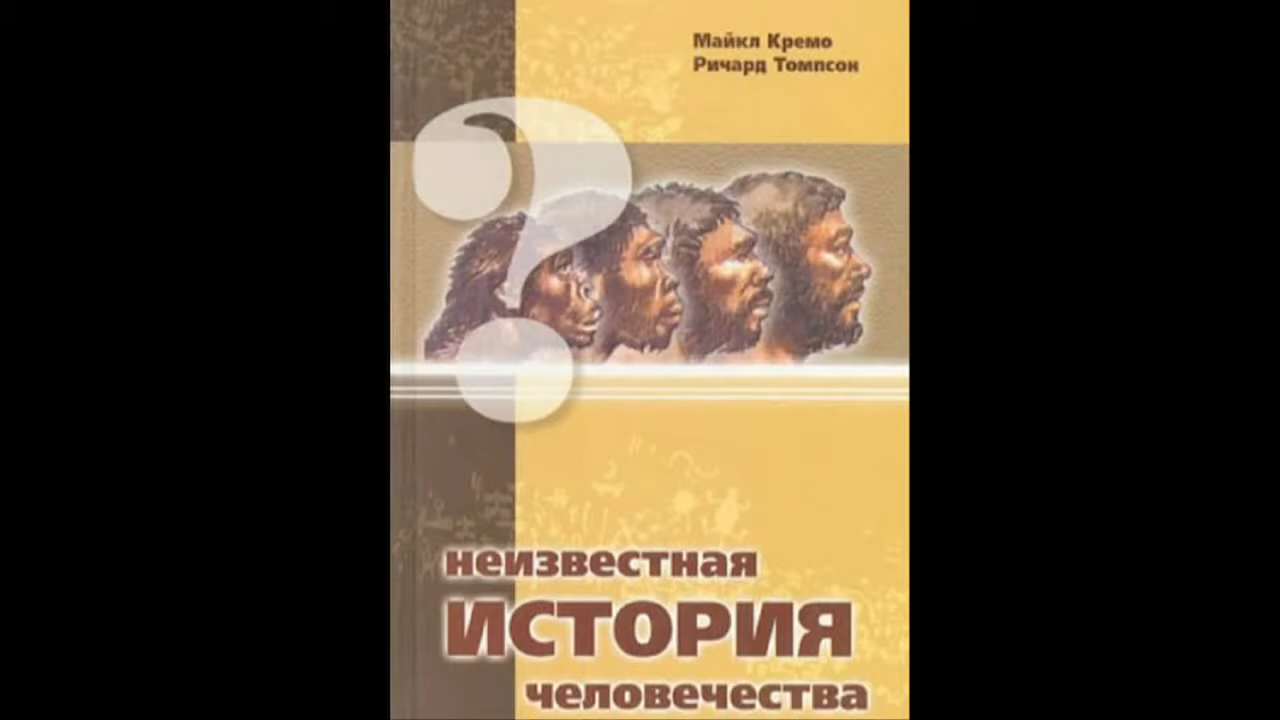 Майкл Кремо
Ричард Томпсон
?
неизвестная
ИСТОРИЯ
человечества